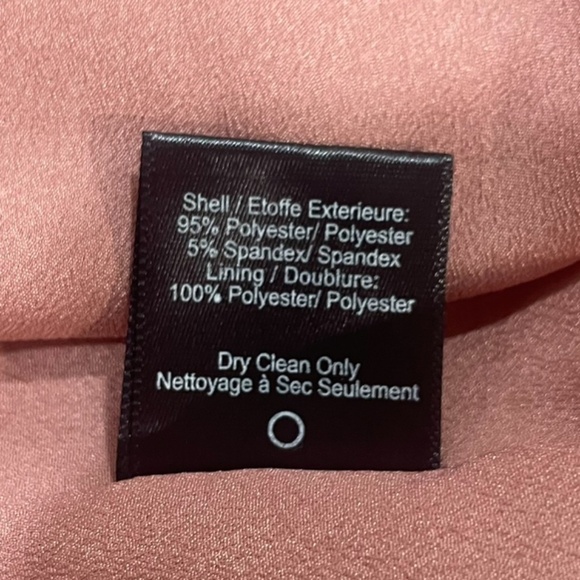 Shell / Etoffe Exterieure:
95% Polyester/ Polyester
5% Spandex/ Spandex
Lining / Doublure:
100% Polyester/ Polyester
Dry Clean Only
Nettoyage à Sec Seulement